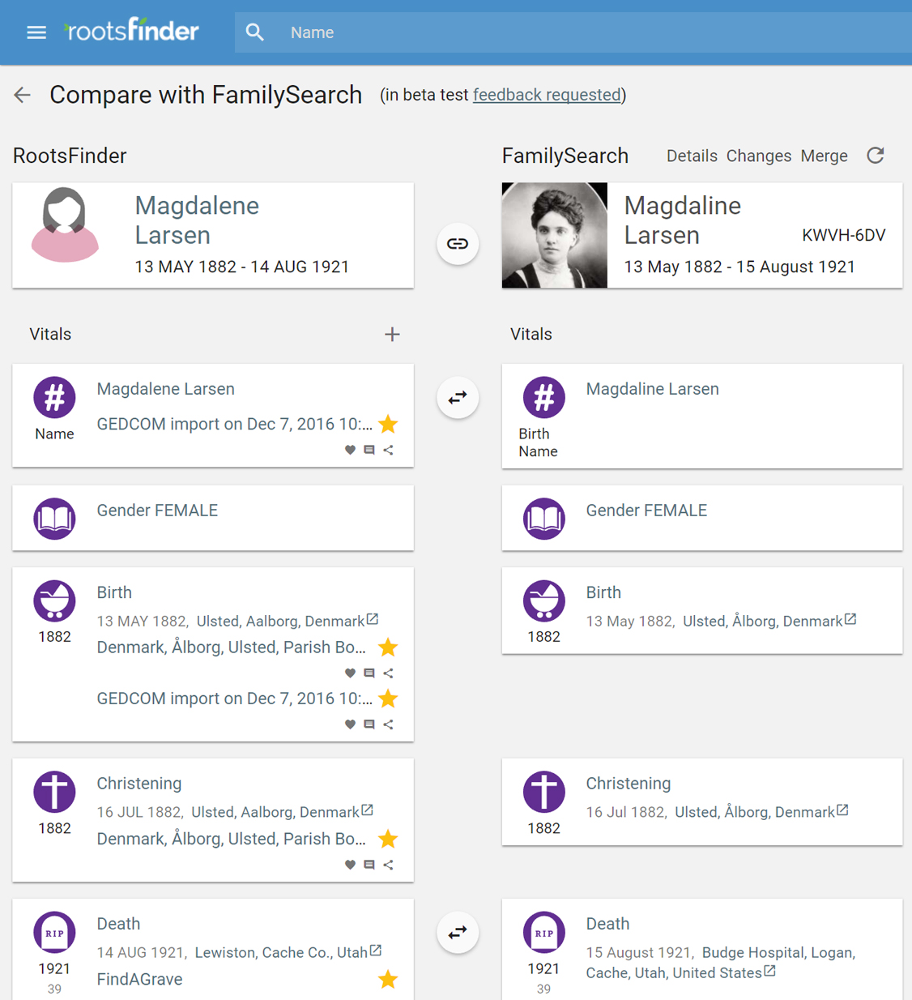 rootsfinder
Name
Compare with FamilySearch (in beta test feedback requested)
RootsFinder
FamilySearch Details Changes Merge
Magdalene
Larsen
13 MAY 1882 - 14 AUG 1921
Magdaline
Larsen KWVH-6DV
13 May 1882 - 15 August 1921
Vitals
Vitals
#
Name
Magdalene Larsen
GEDCOM import on Dec 7, 2016 10:...
#
Birth
Name
Magdaline Larsen
Gender FEMALE
Gender FEMALE
1882
Birth
13 MAY 1882, Ulsted, Aalborg, Denmark
Denmark, Ålborg, Ulsted, Parish Bo...
GEDCOM import on Dec 7, 2016 10:...
1882
Birth
13 May 1882, Ulsted, Ålborg, Denmark
1882
Christening
16 JUL 1882, Ulsted, Aalborg, Denmark
Denmark, Ålborg, Ulsted, Parish Bo...
1882
Christening
16 Jul 1882, Ulsted, Ålborg, Denmark
RIP
1921
39
Death
14 AUG 1921, Lewiston, Cache Co., Utah
FindAGrave
RIP
1921
39
Death
15 August 1921, Budge Hospital, Logan,
Cache, Utah, United States